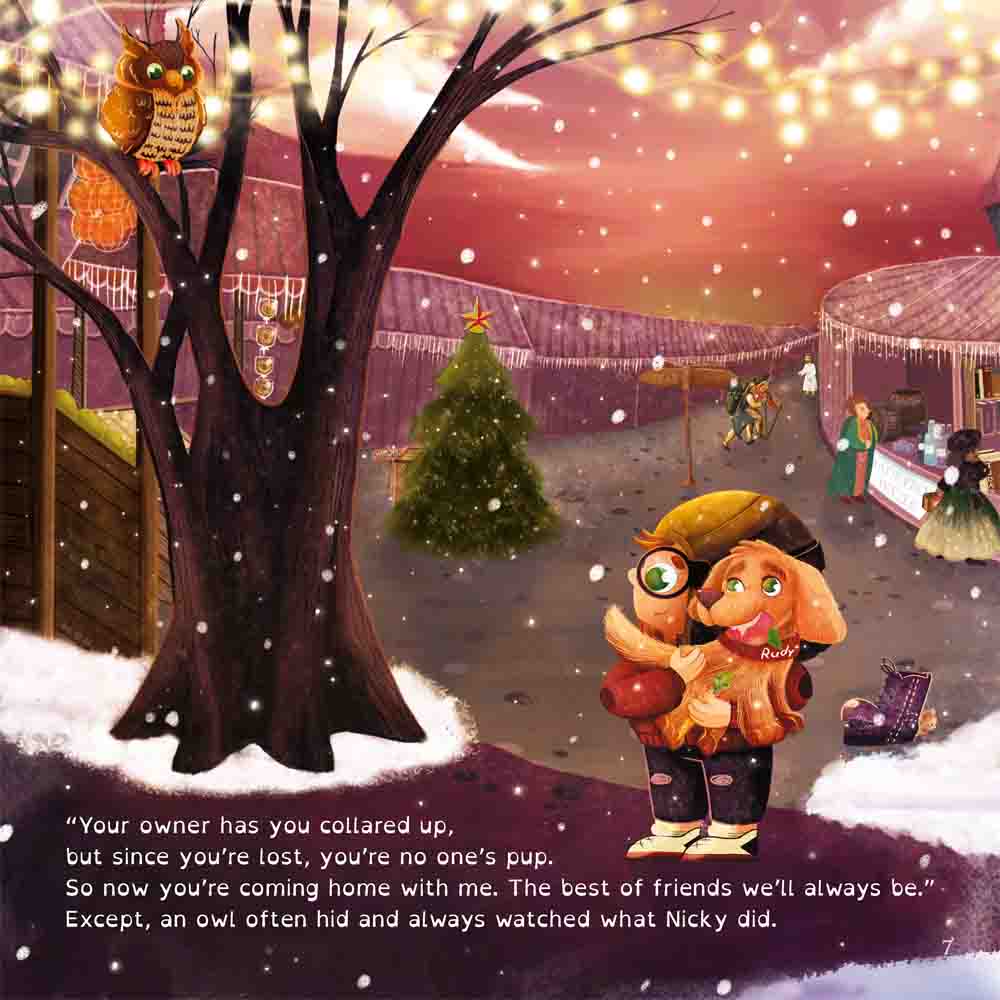 Rudy
“Your owner has you collared up,
but since you’re lost, you’re no one’s pup.
So now you’re coming home with me. The best of friends we’ll always be.”
Except, an owl often hid and always watched what Nicky did.
7